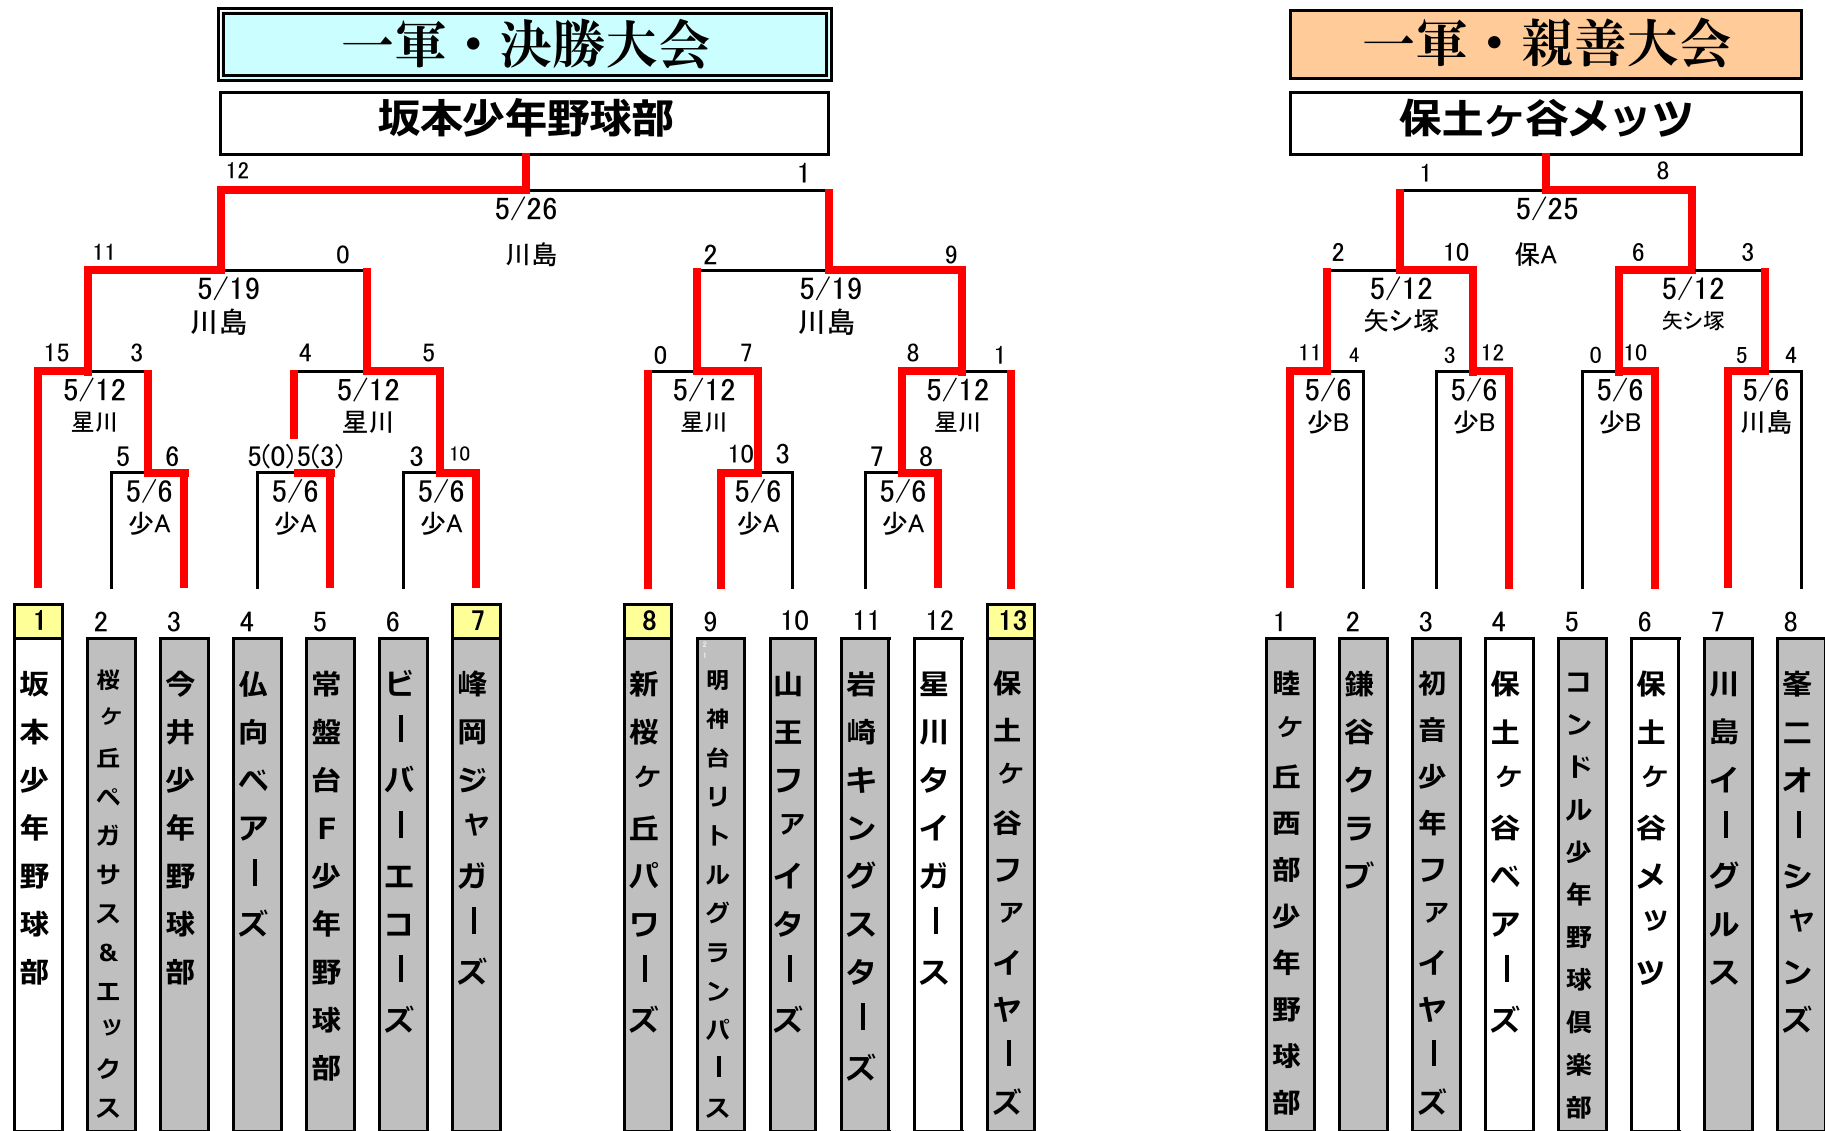 一軍・決勝大会
坂本少年野球部
12 1
5/26
川島
11 0
5/19
川島
2 9
5/19
川島
15 3
5/12
星川
4 5
5/12
星川
0 7
5/12
星川
8 1
5/12
星川
5 6
5/6
少A
5(0) 5(3)
5/6
少A
3 10
5/6
少A
10 3
5/6
少A
7 8
5/6
少A
1
坂本少年野球部
2
桜ヶ丘ペガサス&エックス
3
今井少年野球部
4
仏向ベアーズ
5
常盤台F少年野球部
6
ビーバーエコーズ
7
峰岡ジャガーズ
8
新桜ケ丘パワーズ
9
明神台リトルグランパース
10
山王ファイターズ
11
岩崎キングスターズ
12
星川タイガース
13
保土ケ谷ファイヤーズ
一軍・親善大会
保土ヶ谷メッツ
1 8
5/25
保A
2 10
5/12
矢シ塚
6 3
5/12
矢シ塚
11 4
5/6
少B
3 12
5/6
少B
0 10
5/6
少B
5 4
5/6
川島
1
睦ケ丘西部少年野球部
2
鎌谷クラブ
3
初音少年ファイヤーズ
4
保土ヶ谷ベアーズ
5
コンドル少年野球倶楽部
6
保土ヶ谷メッツ
7
川島イーグルス
8
峯二オーシャンズ